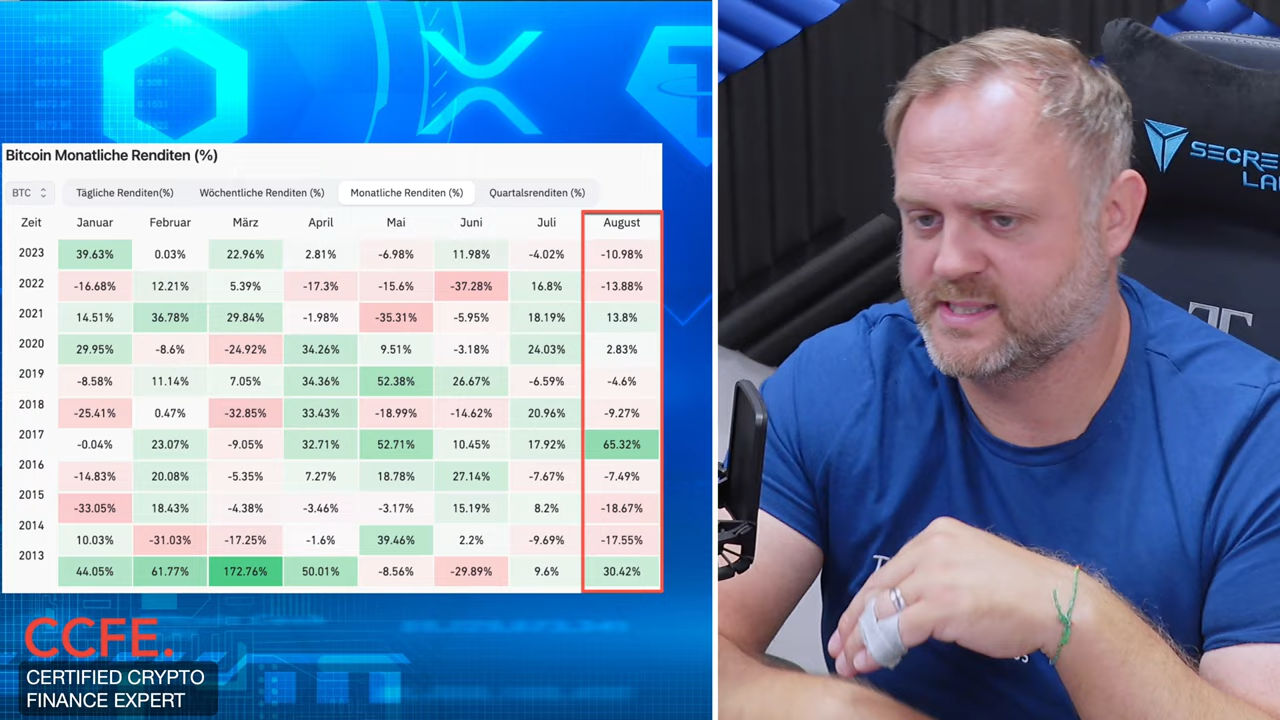 Bitcoin Monatliche Renditen (%)
BTC Tägliche Renditen(%) Wöchentliche Renditen (%) Monatliche Renditen (%) Quartalsrenditen (%)
Zeit Januar Februar März April Mai Juni Juli August
2023 39.63% 0.03% 22.96% 2.81% -6.98% 11.98% -4.02% -10.98%
2022 -16.68% 12.21% 5.39% -17.3% -15.6% -37.28% 16.8% -13.88%
2021 14.51% 36.78% 29.84% -1.98% -35.31% -5.95% 18.19% 13.8%
2020 29.95% -8.6% -24.92% 34.26% 9.51% -3.18% 24.03% 2.83%
2019 -8.58% 11.14% 7.05% 34.36% 52.38% 26.67% -6.59% -4.6%
2018 -25.41% 0.47% -32.85% 33.43% -18.99% -14.62% 20.96% -9.27%
2017 -0.04% 23.07% -9.05% 32.71% 52.71% 10.45% 17.92% 65.32%
2016 -14.83% 20.08% -5.35% 7.27% 18.78% 27.14% -7.67% -7.49%
2015 -33.05% 18.43% -4.38% -3.46% -3.17% 15.19% 8.2% -18.67%
2014 10.03% -31.03% -17.25% -1.6% 39.46% 2.2% -9.69% -17.55%
2013 44.05% 61.77% 172.76% 50.01% -8.56% -29.89% 9.6% 30.42%
CCFE.
CERTIFIED CRYPTO
FINANCE EXPERT
SECRE
LA